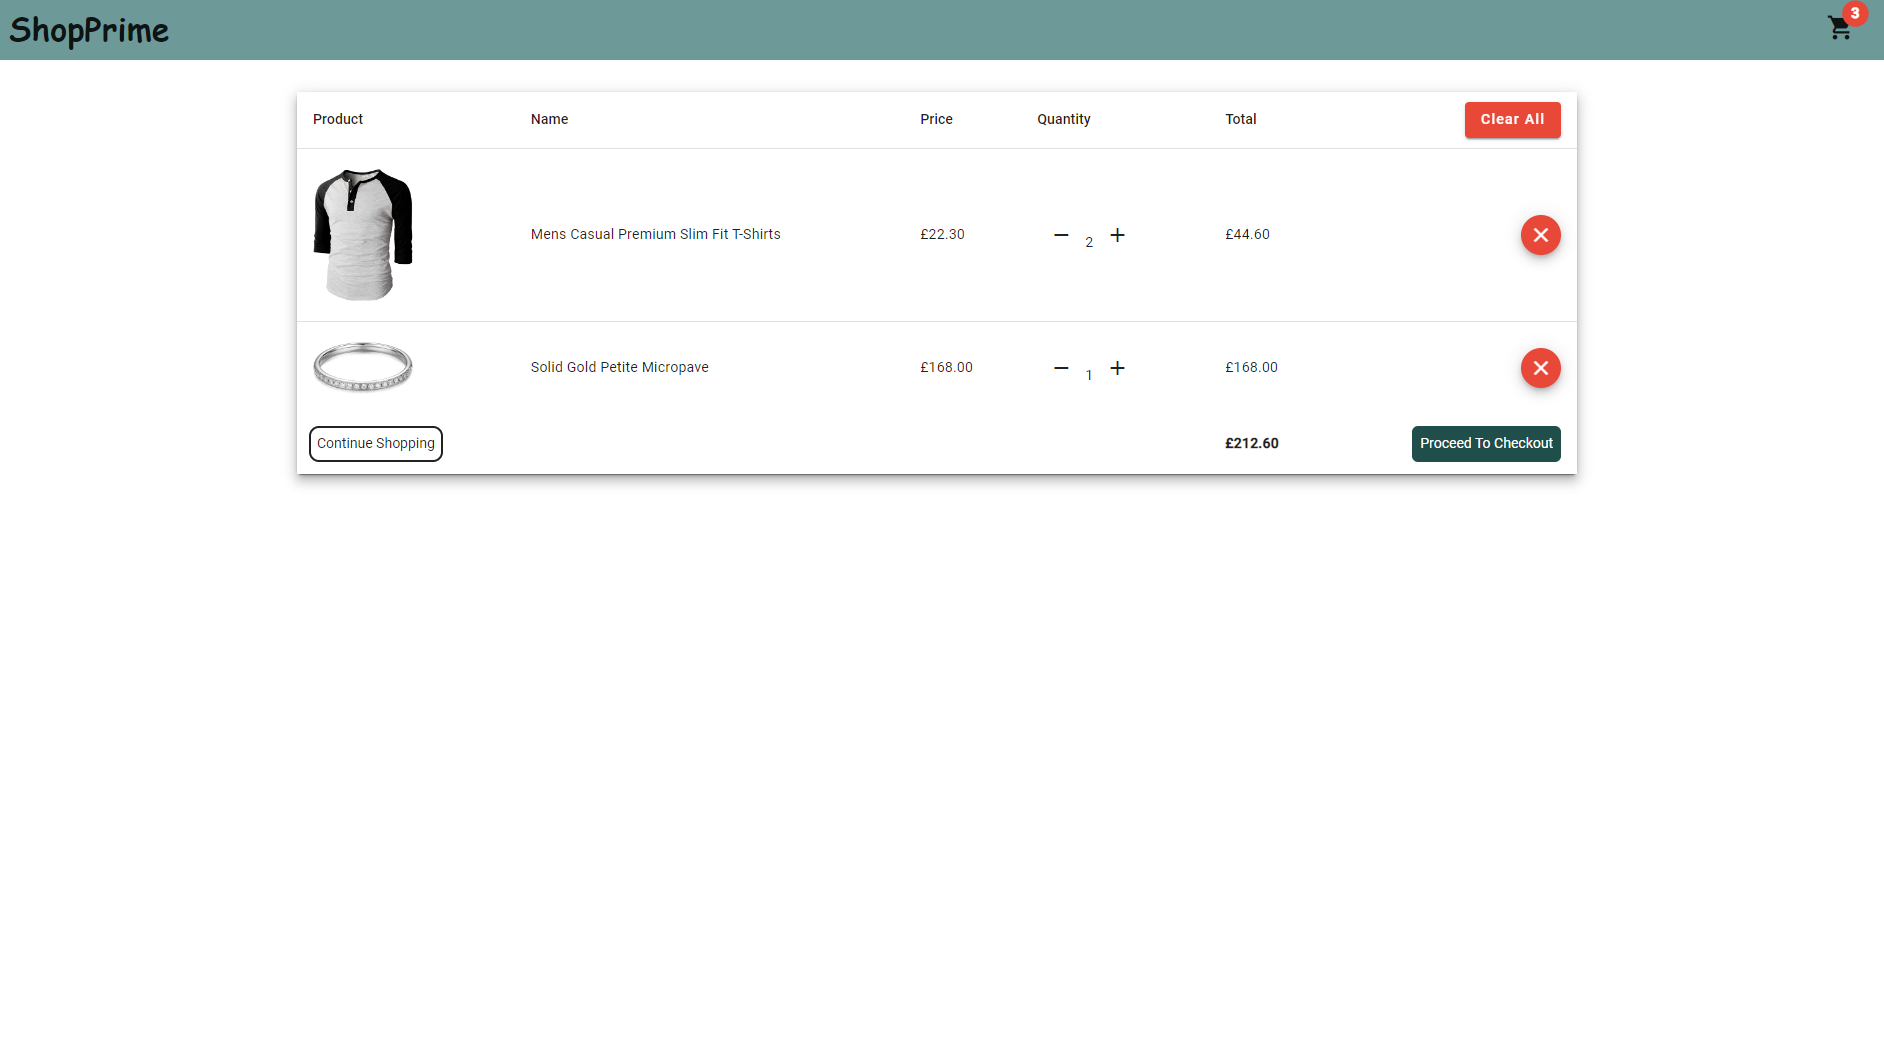 ShopPrime
3
Product Name Price Quantity Total Clear All
Mens Casual Premium Slim Fit T-Shirts £22.30 2 £44.60
Solid Gold Petite Micropave £168.00 1 £168.00
Continue Shopping £212.60 Proceed To Checkout